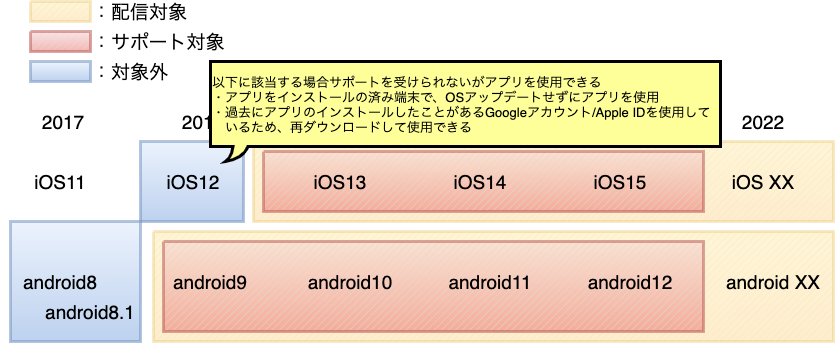 ：配信対象
：サポート対象
：対象外
以下に該当する場合サポートを受けられないがアプリを使用できる
・アプリをインストールの済み端末で、OSアップデートせずにアプリを使用
・過去にアプリのインストールしたことがあるGoogleアカウント/Apple IDを使用して
いるため、再ダウンロードして使用できる
2017
2022
iOS11
iOS12
iOS13
iOS14
iOS15
iOS XX
android8
android8.1
android9
android10
android11
android12
android XX